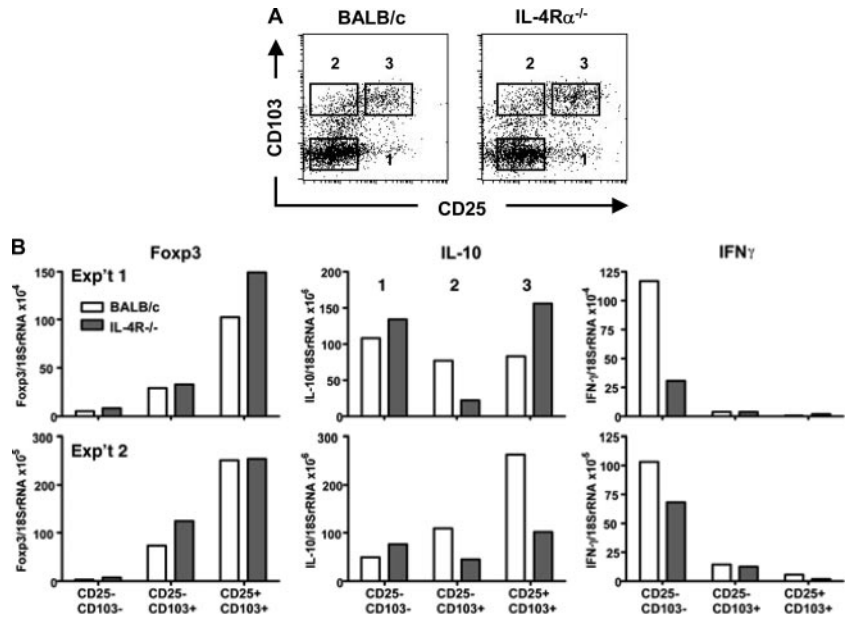 A
BALB/c
IL-4Rα-/-
2
3
1
2
3
1
CD103
CD25
B
Foxp3
IL-10
IFNγ
Exp't 1
BALB/c
IL-4R-/-
Foxp3/18SrRNA x10⁻⁴
150
100
50
0
1
2
3
IL-10/18SrRNA x10⁻⁶
200
150
100
50
0
IFN-γ/18SrRNA x10⁻⁴
125
100
75
50
25
0
Exp't 2
Foxp3/18SrRNA x10⁻⁵
300
200
100
0
IL-10/18SrRNA x10⁻⁶
300
200
100
0
IFN-γ/18SrRNA x10⁻⁵
125
100
75
50
25
0
CD25- CD25- CD25+
CD103- CD103+ CD103+
CD25- CD25- CD25+
CD103- CD103+ CD103+
CD25- CD25- CD25+
CD103- CD103+ CD103+